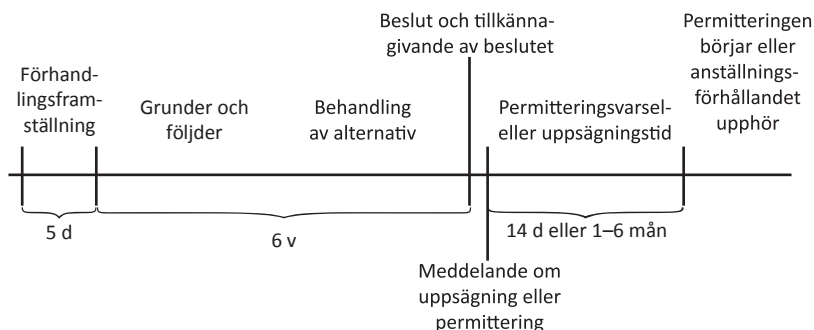 Beslut och tillkänna-
givande av beslutet
Permitteringen
börjar eller
anställnings-
förhållandet
upphör
Förhand-
lingsfram-
ställning
Grunder och
följder
Behandling
av alternativ
Permitteringsvarsel-
eller uppsägningstid
5 d
6 v
14 d eller 1–6 mån
Meddelande om
uppsägning eller
permittering